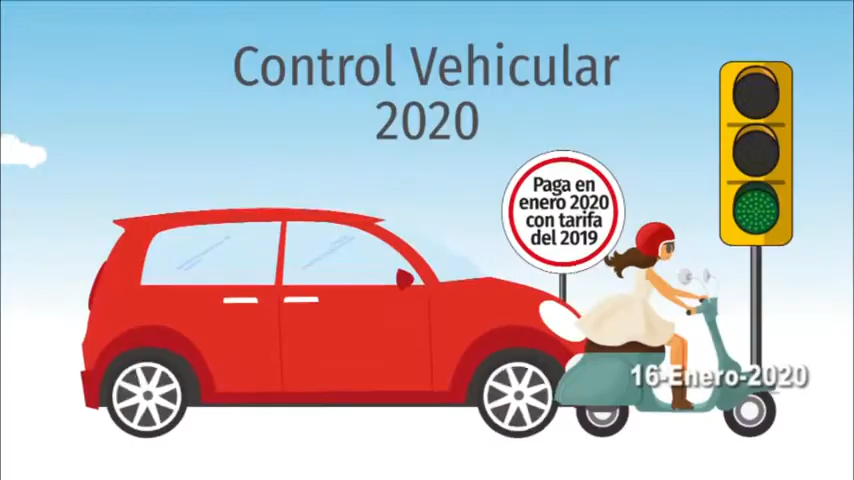 Control Vehicular
2020
Paga en
enero 2020
con tarifa
del 2019
16-Enero-2020